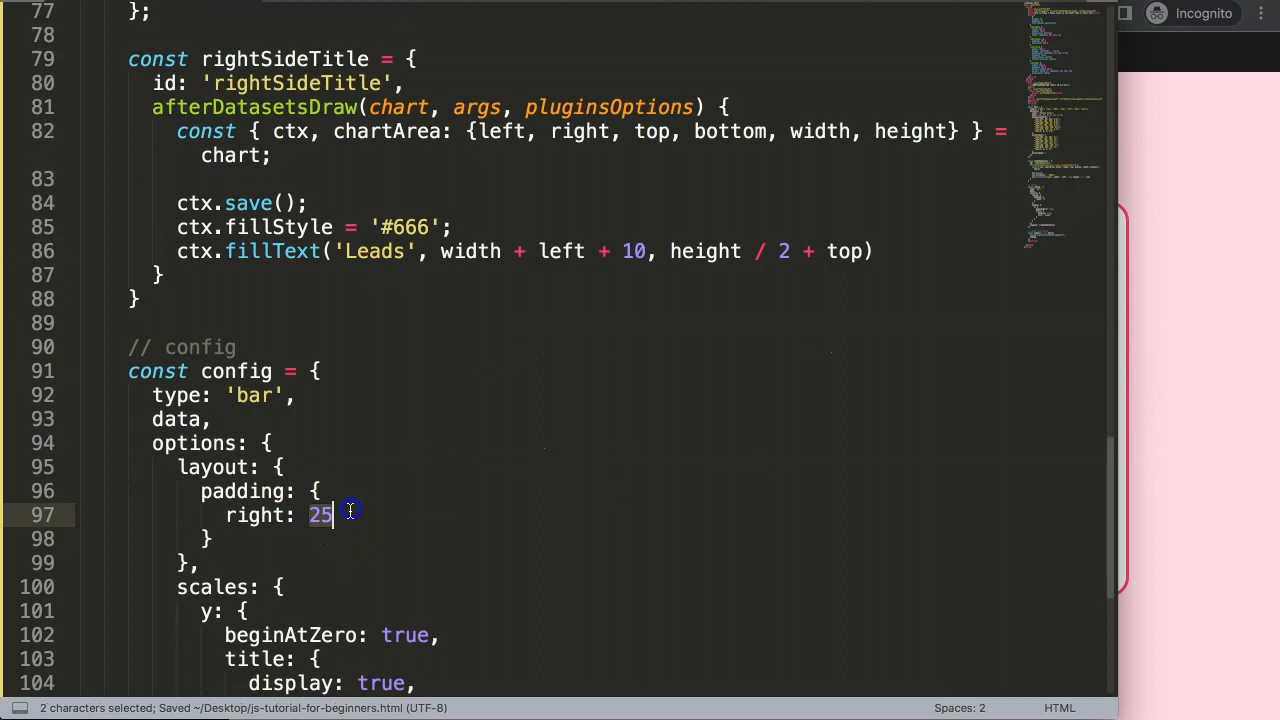 Incognito
77 };
78
79 const rightSideTitle = {
80 id: 'rightSideTitle',
81 afterDatasetsDraw(chart, args, pluginsOptions) {
82 const { ctx, chartArea: {left, right, top, bottom, width, height} } =
chart;
83
84 ctx.save();
85 ctx.fillStyle = '#666';
86 ctx.fillText('Leads', width + left + 10, height / 2 + top)
87 }
88 }
89
90 // config
91 const config = {
92 type: 'bar',
93 data,
94 options: {
95 layout: {
96 padding: {
97 right: 25
98 }
99 },
100 scales: {
101 y: {
102 beginAtZero: true,
103 title: {
104 display: true,
2 characters selected; Saved ~/Desktop/js-tutorial-for-beginners.html (UTF-8)
Spaces: 2
HTML